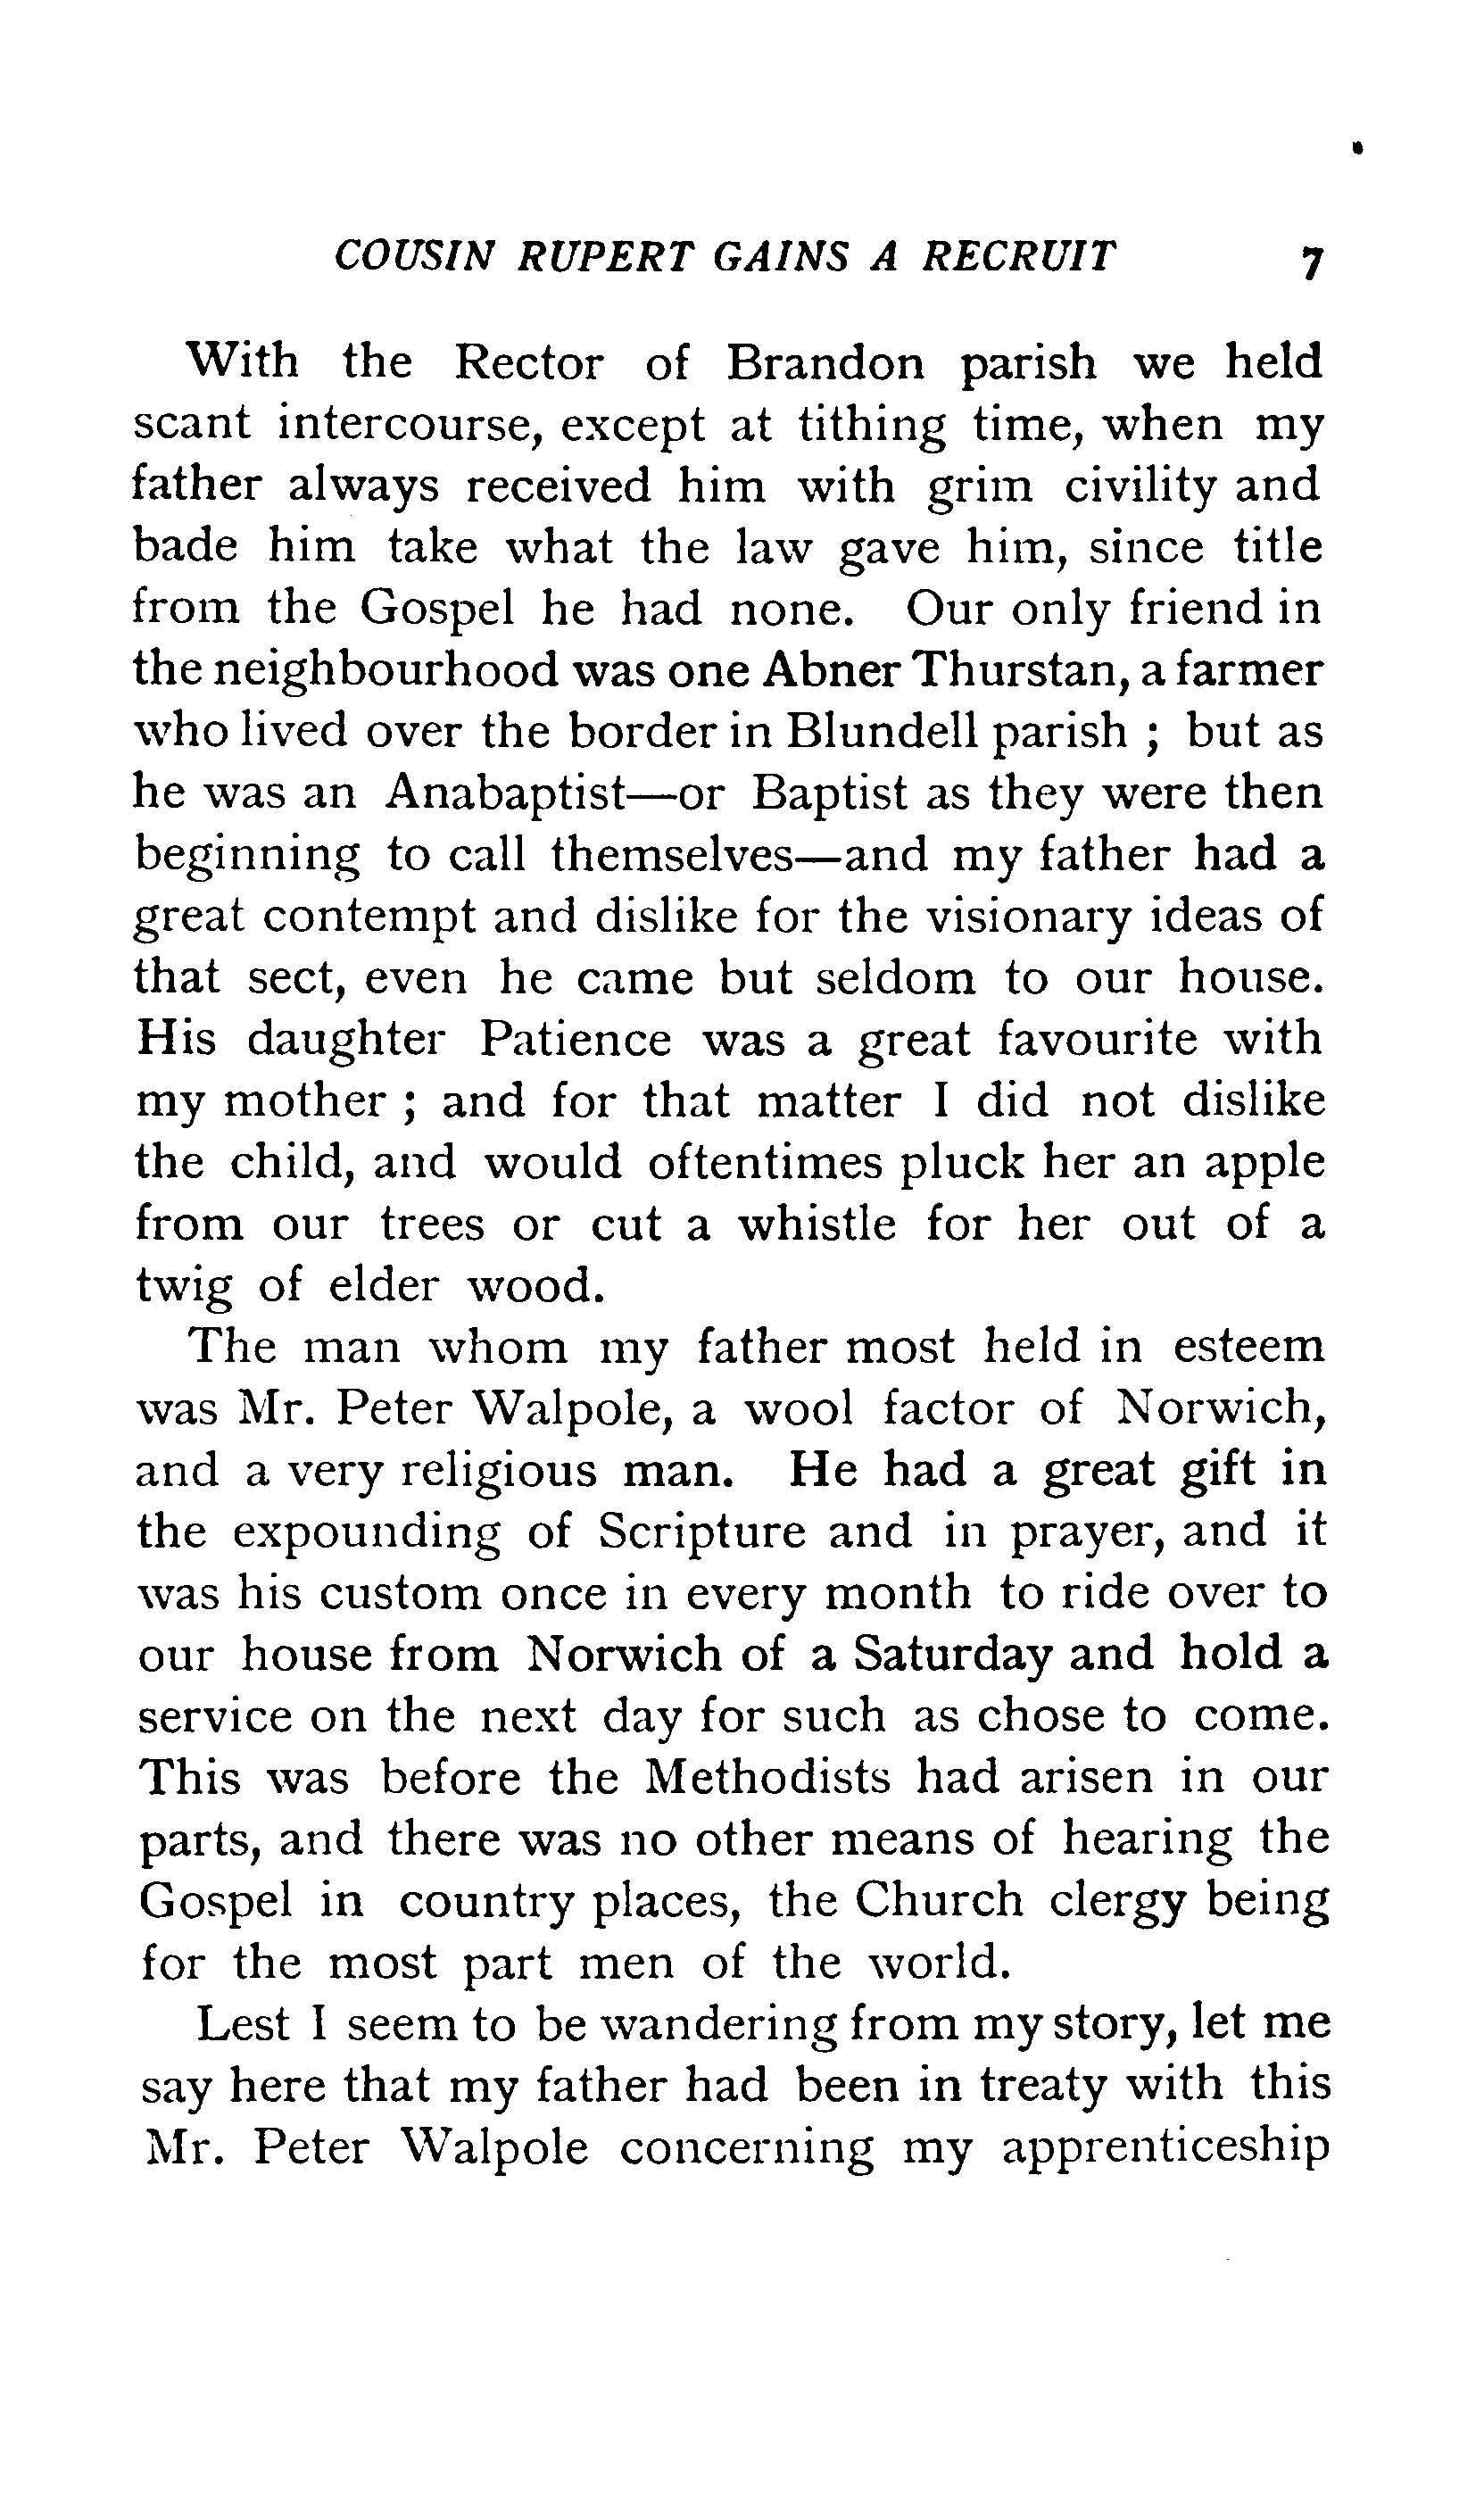 COUSIN RUPERT GAINS A RECRUIT 7
With the Rector of Brandon parish we held
scant intercourse, except at tithing time, when my
father always received him with grim civility and
bade him take what the law gave him, since title
from the Gospel he had none. Our only friend in
the neighbourhood was one Abner Thurstan, a farmer
who lived over the border in Blundell parish ; but as
he was an Anabaptist—or Baptist as they were then
beginning to call themselves—and my father had a
great contempt and dislike for the visionary ideas of
that sect, even he came but seldom to our house.
His daughter Patience was a great favourite with
my mother ; and for that matter I did not dislike
the child, and would oftentimes pluck her an apple
from our trees or cut a whistle for her out of a
twig of elder wood.
The man whom my father most held in esteem
was Mr. Peter Walpole, a wool factor of Norwich,
and a very religious man. He had a great gift in
the expounding of Scripture and in prayer, and it
was his custom once in every month to ride over to
our house from Norwich of a Saturday and hold a
service on the next day for such as chose to come.
This was before the Methodists had arisen in our
parts, and there was no other means of hearing the
Gospel in country places, the Church clergy being
for the most part men of the world.
Lest I seem to be wandering from my story, let me
say here that my father had been in treaty with this
Mr. Peter Walpole concerning my apprenticeship